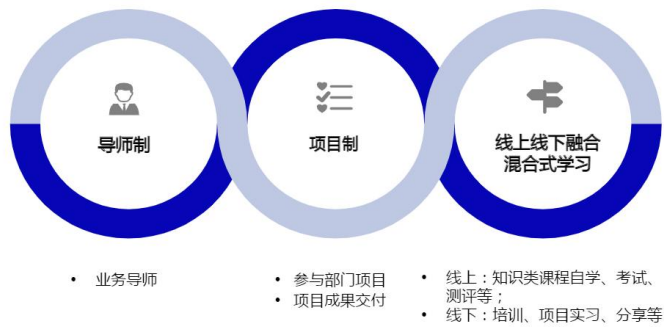 导师制
项目制
线上线下融合
混合式学习
• 业务导师
• 参与部门项目
• 项目成果交付
• 线上：知识类课程自学、考试、
测评等；
• 线下：培训、项目实习、分享等